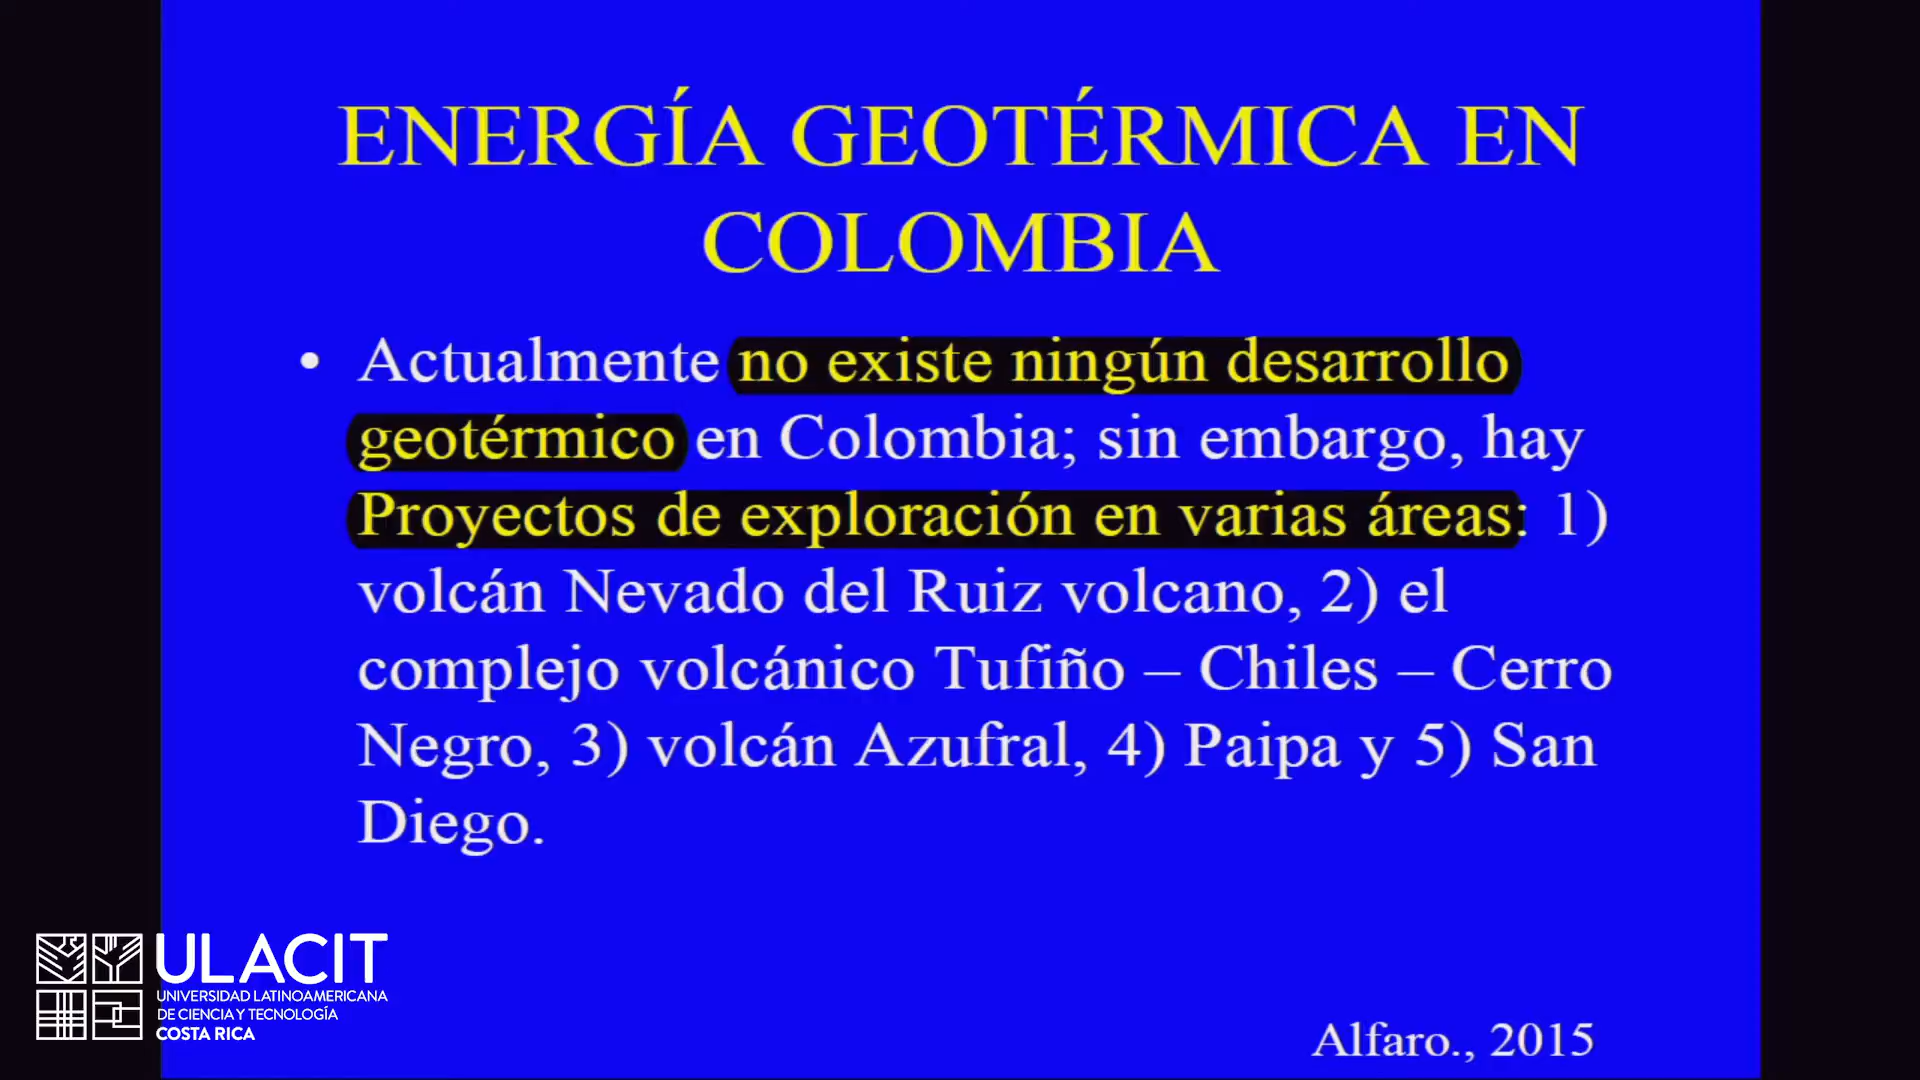 ENERGÍA GEOTÉRMICA EN
COLOMBIA
• Actualmente no existe ningún desarrollo
geotérmico en Colombia; sin embargo, hay
Proyectos de exploración en varias áreas: 1)
volcán Nevado del Ruiz volcano, 2) el
complejo volcánico Tufiño – Chiles – Cerro
Negro, 3) volcán Azufral, 4) Paipa y 5) San
Diego.
ULACIT
UNIVERSIDAD LATINOAMERICANA
DE CIENCIA Y TECNOLOGÍA
COSTA RICA
Alfaro., 2015